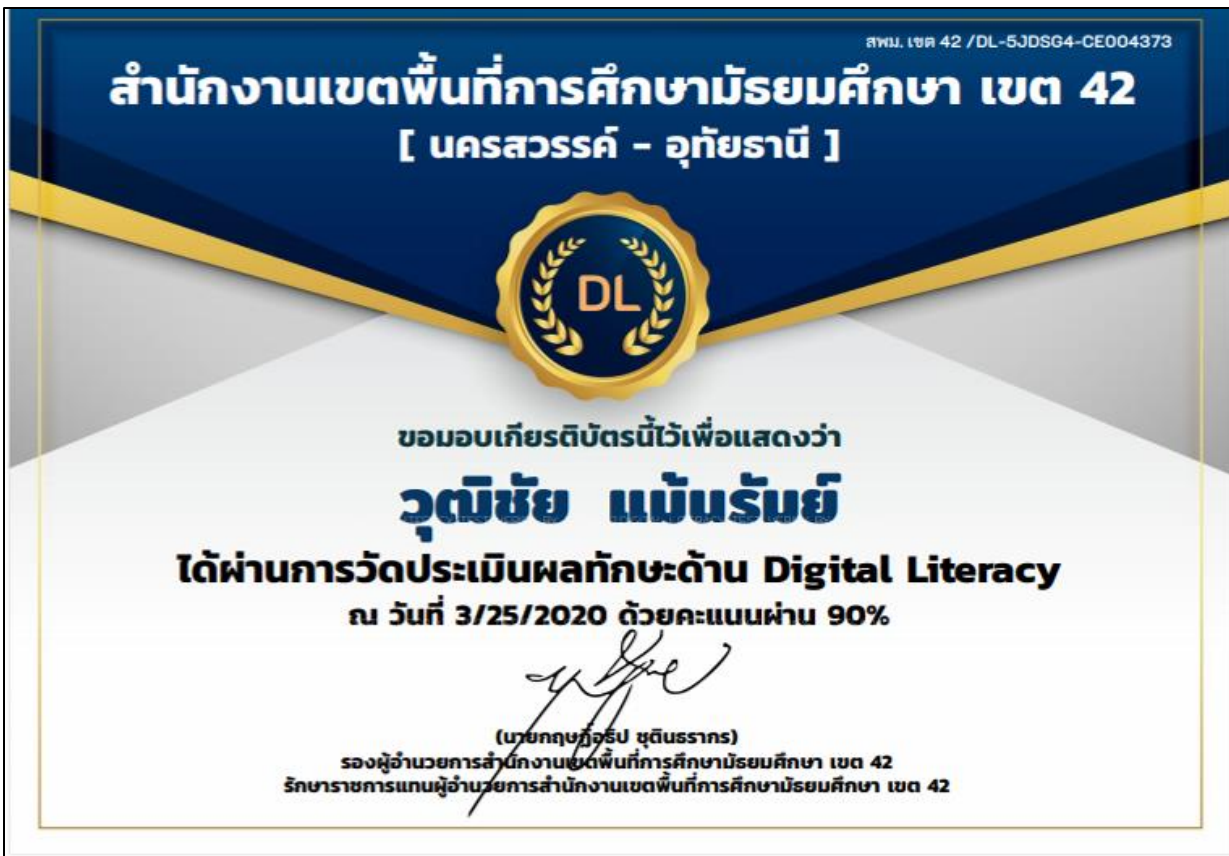 สพม. เขต 42 /DL-5JDSG4-CE004373
สำนักงานเขตพื้นที่การศึกษามัธยมศึกษา เขต 42
[ นครสวรรค์ - อุทัยธานี ]
DL
ขอมอบเกียรติบัตรนี้ไว้เพื่อแสดงว่า
วุฒิชัย แม้นรัมย์
ได้ผ่านการวัดประเมินผลทักษะด้าน Digital Literacy
ณ วันที่ 3/25/2020 ด้วยคะแนนผ่าน 90%
(นายกฤษฎิ์อธิป ชุตินธรากร)
รองผู้อำนวยการสำนักงานเขตพื้นที่การศึกษามัธยมศึกษา เขต 42
รักษาราชการแทนผู้อำนวยการสำนักงานเขตพื้นที่การศึกษามัธยมศึกษา เขต 42